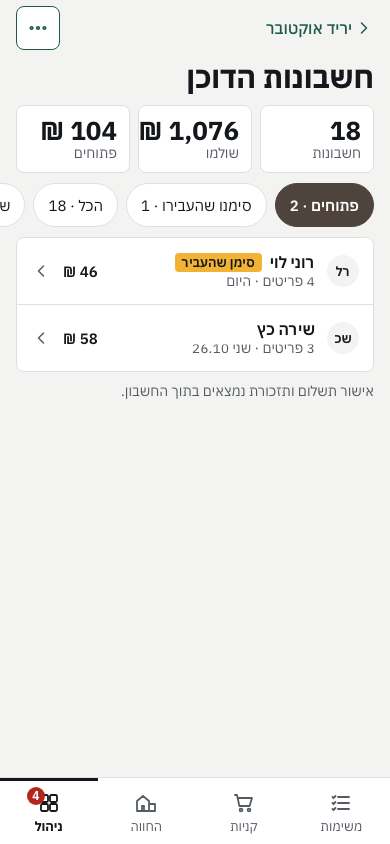 יריד אוקטובר
חשבונות הדוכן
18
חשבונות
1,076 ₪
שולמו
104 ₪
פתוחים
פתוחים · 2
סימנו שהעבירו · 1
הכל · 18
ש
רל
רוני לוי
סימן שהעביר
4 פריטים · היום
46 ₪
שכ
שירה כץ
3 פריטים · שני 26.10
58 ₪
אישור תשלום ותזכורת נמצאים בתוך החשבון.
משימות
קניות
החווה
4
ניהול